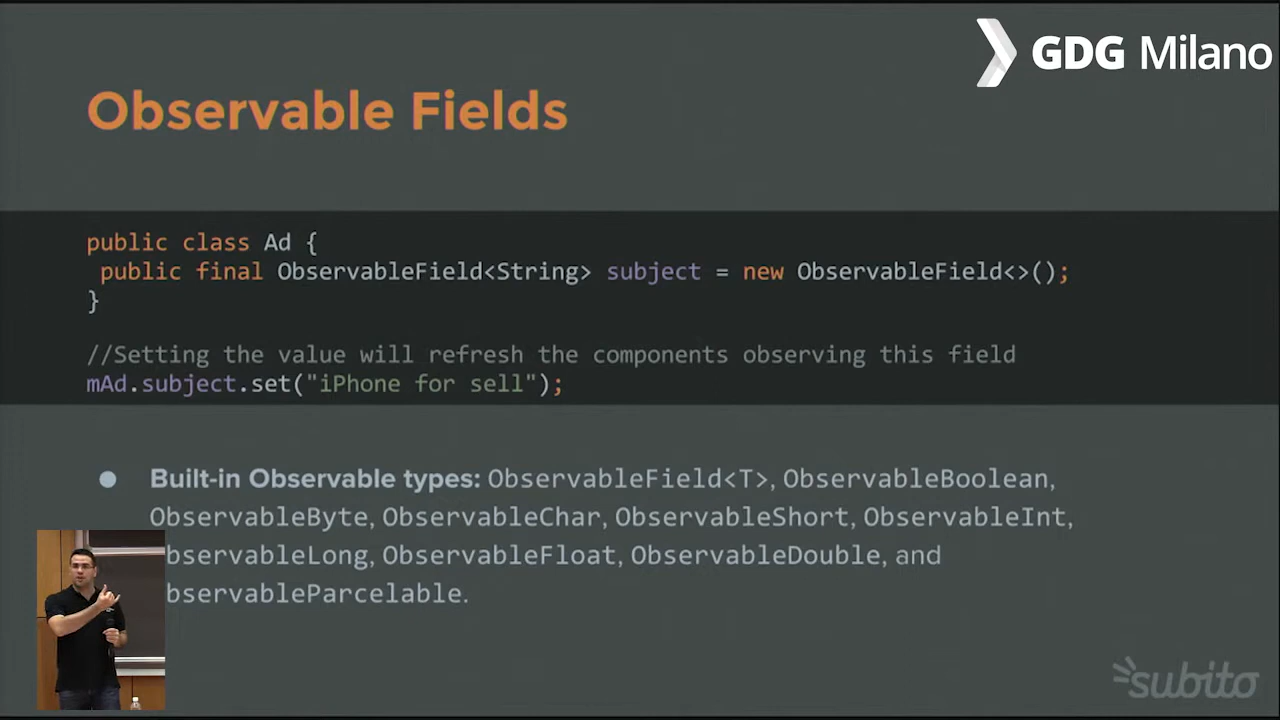 GDG Milano
Observable Fields
public class Ad {
public final ObservableField<String> subject = new ObservableField<>();
}
//Setting the value will refresh the components observing this field
mAd.subject.set("iPhone for sell");
Built-in Observable types: ObservableField<T>, ObservableBoolean,
ObservableByte, ObservableChar, ObservableShort, ObservableInt,
bservableLong, ObservableFloat, ObservableDouble, and
bservableParcelable.
subito